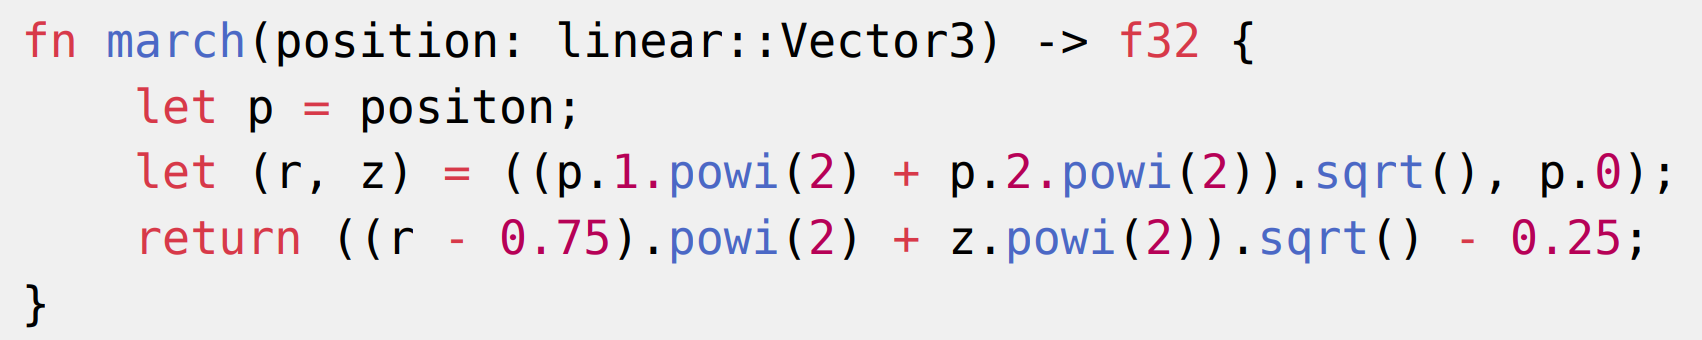 fn march(position: linear::Vector3) -> f32 {
    let p = positon;
    let (r, z) = ((p.1.powi(2) + p.2.powi(2)).sqrt(), p.0);
    return ((r - 0.75).powi(2) + z.powi(2)).sqrt() - 0.25;
}